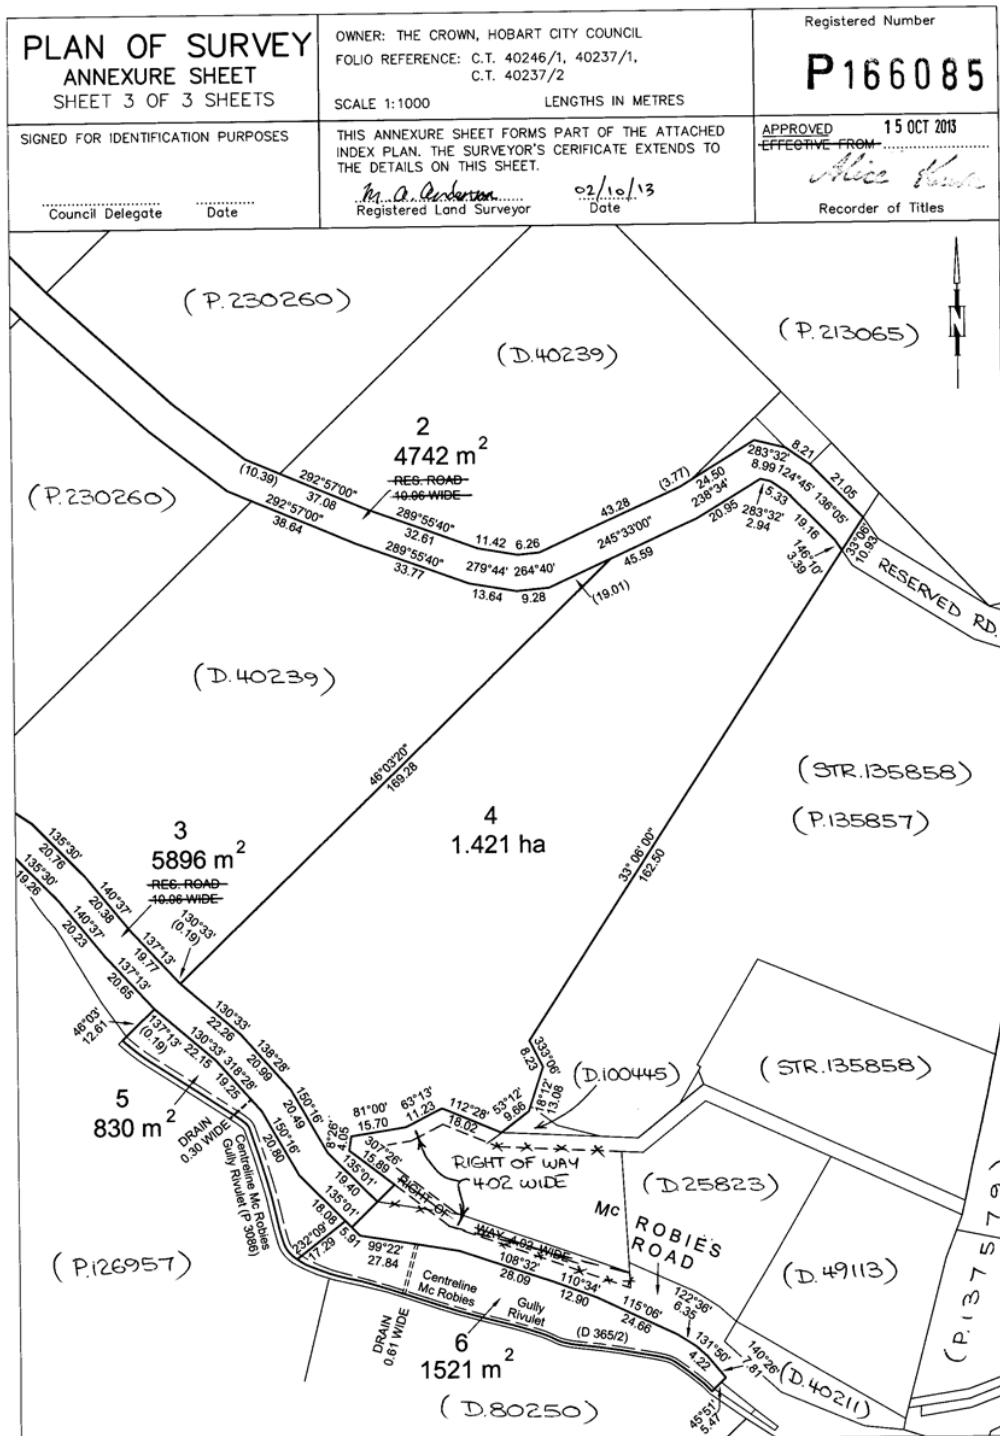 PLAN OF SURVEY
ANNEXURE SHEET
SHEET 3 OF 3 SHEETS
OWNER: THE CROWN, HOBART CITY COUNCIL
FOLIO REFERENCE: C.T. 40246/1, 40237/1,
C.T. 40237/2
SCALE 1:1000 LENGTHS IN METRES
Registered Number
P166085
SIGNED FOR IDENTIFICATION PURPOSES
Council Delegate Date
THIS ANNEXURE SHEET FORMS PART OF THE ATTACHED
INDEX PLAN. THE SURVEYOR'S CERIFICATE EXTENDS TO
THE DETAILS ON THIS SHEET.
M. A. Anderson 02/10/13
Registered Land Surveyor Date
APPROVED 15 OCT 2013
EFFECTIVE FROM
Alice
Recorder of Titles
(P.230260)
(D.40239)
(P.213065)
N
2
4742 m2
RES. ROAD
10.06 WIDE
(P.230260)
(10.39)
292°57'00"
37.08
292°57'00"
38.64
289°55'40"
32.61
289°55'40"
33.77
11.42
6.26
279°44'
264°40'
13.64
9.28
43.28
245°33'00"
45.59
(19.01)
(3.77)
24.50
238°34'
20.95
283°32'
8.99
8.21
124°45'
5.33
283°32'
2.94
21.05
136°05'
19.16
146°10'
3.39
33°06'
10.93
RESERVED RD.
(D.40239)
46°03'20"
169.28
(STR.135858)
(P.135857)
4
1.421 ha
33°06'00"
162.50
3
5896 m2
RES. ROAD
10.06 WIDE
135°30'
20.76
135°30'
19.26
140°37'
20.38
140°37'
20.23
137°13'
19.77
137°13'
20.65
130°33'
(0.19)
46°03'
12.61
137°13'
(0.19)
130°33'
22.26
130°33'
22.15
138°28'
20.99
318°28'
19.25
150°16'
20.49
150°16'
20.80
5
830 m2
DRAIN
0.30 WIDE
Centreline Mc Robies
Gully Rivulet (P 3086)
8°26'
4.05
81°00'
15.70
63°13'
11.23
112°28'
18.02
53°12'
9.66
18°12'
13.08
333°06'
8.23
(D.100445)
(STR.135858)
307°26'
15.89
135°01'
19.40
135°01'
18.08
5.91
232°09'
17.29
RIGHT OF WAY
4.02 WIDE
RIGHT OF
WAY 4.02 WIDE
(D.25823)
Mc ROBIES
ROAD
(P.126957)
99°22'
27.84
108°32'
28.09
110°34'
12.90
115°06'
24.66
122°36'
6.35
131°50'
4.22
140°26'
7.81
45°51'
5.47
(D.49113)
(P.137579)
Centreline
Mc Robies
Gully
Rivulet
(D 365/2)
DRAIN
0.61 WIDE
6
1521 m2
(D.40211)
(D.80250)